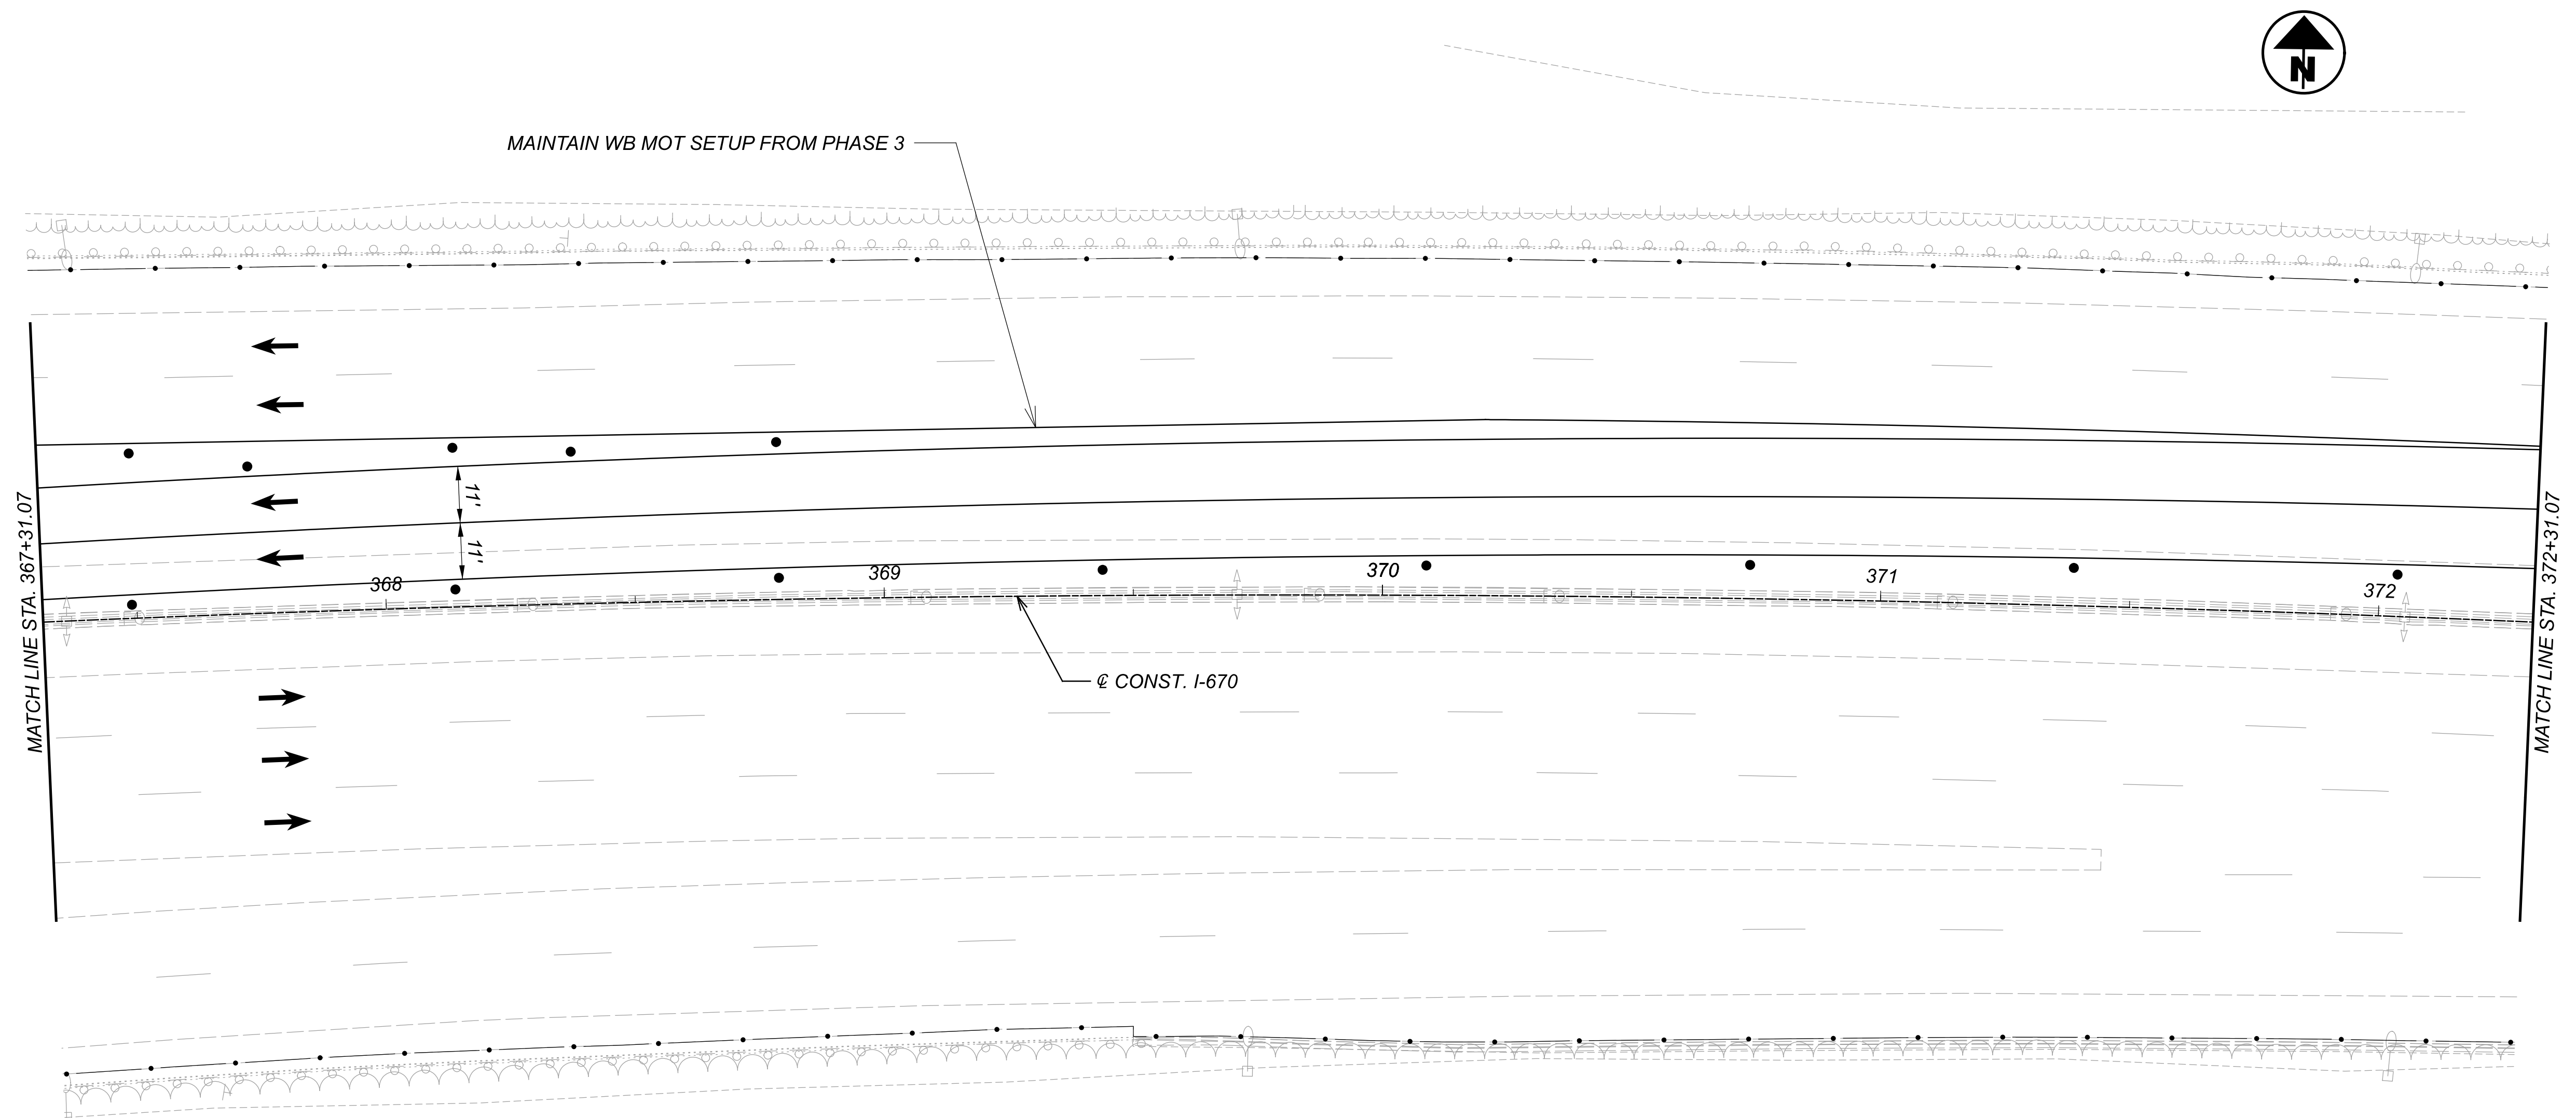 N
MAINTAIN WB MOT SETUP FROM PHASE 3
MATCH LINE STA. 367+31.07
11'
11'
368
369
370
371
372
MATCH LINE STA. 372+31.07
℄ CONST. I-670